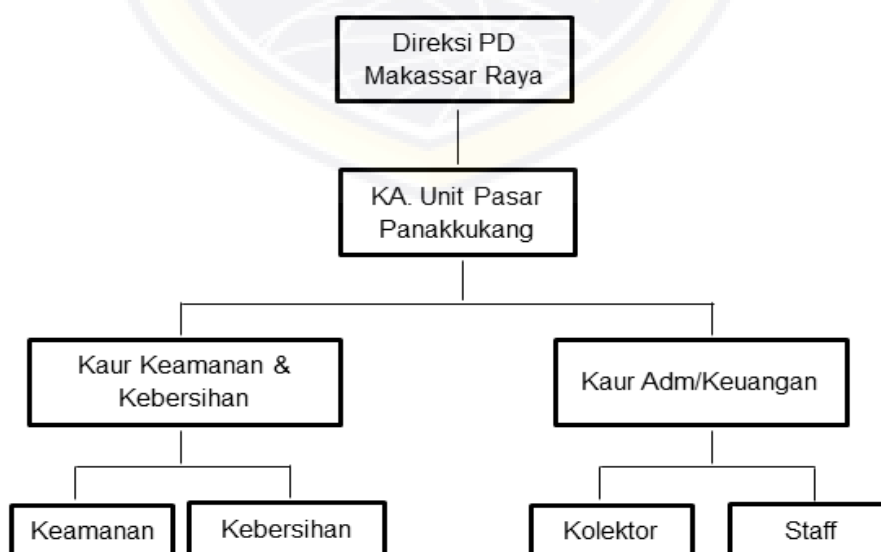 Direksi PD
Makassar Raya
KA. Unit Pasar
Panakkukang
Kaur Keamanan &
Kebersihan
Kaur Adm/Keuangan
Keamanan
Kebersihan
Kolektor
Staff